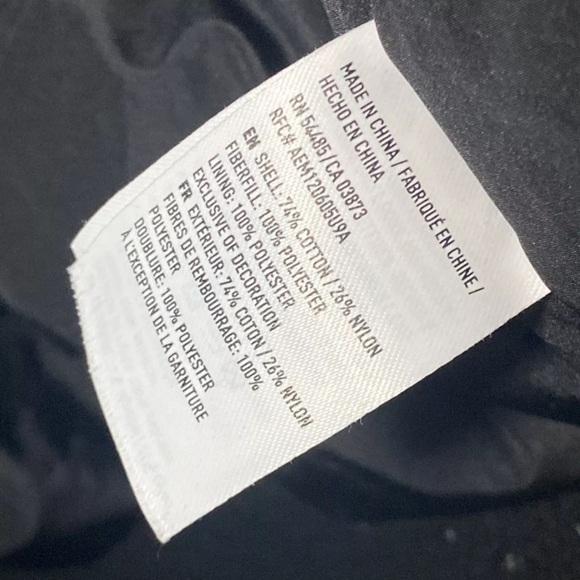 MADE IN CHINA / FABRIQUÉ EN CHINE /
HECHO EN CHINA
RN 54485 / CA 03873
RFC# AEM120605U9A
EN SHELL: 74% COTTON / 26% NYLON
FIBERFILL: 100% POLYESTER
LINING: 100% POLYESTER
EXCLUSIVE OF DECORATION
FR EXTÉRIEUR: 74% COTON / 26% NYLON
FIBRES DE REMBOURRAGE: 100%
POLYESTER
DOUBLURE: 100% POLYESTER
À L'EXCEPTION DE LA GARNITURE